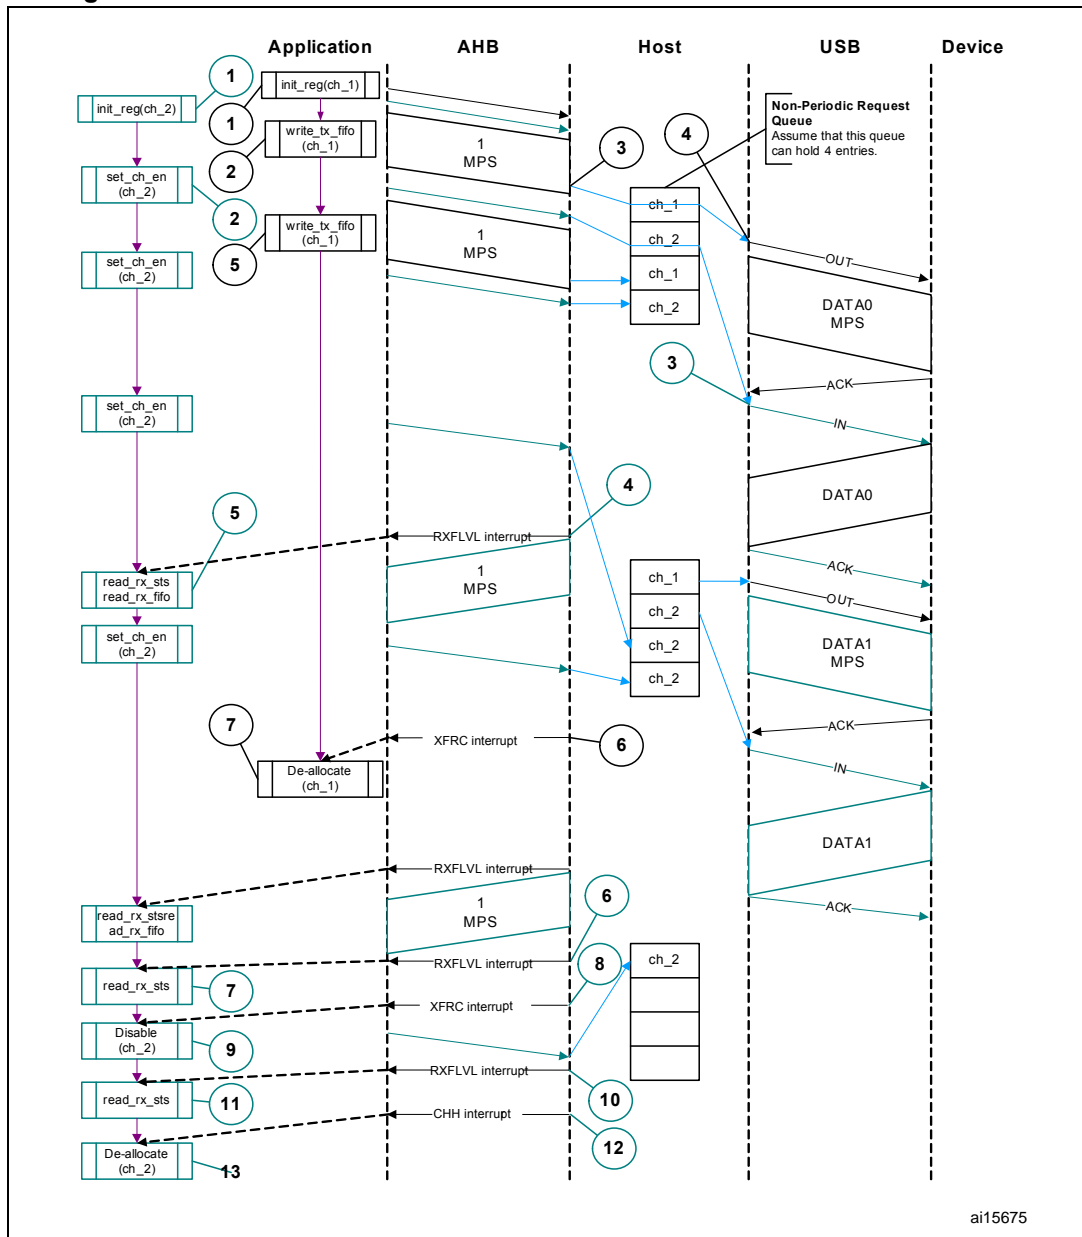 Application AHB Host USB Device
1
init_reg(ch_1)
init_reg(ch_2)
1
Non-Periodic Request
Queue
Assume that this queue
can hold 4 entries.
write_tx_fifo
(ch_1)
1
MPS
3
4
2
set_ch_en
(ch_2)
2
ch_1
write_tx_fifo
(ch_1)
1
MPS
ch_2
5
set_ch_en
(ch_2)
OUT
ch_1
ch_2
DATA0
MPS
3
ACK
set_ch_en
(ch_2)
IN
4
DATA0
5
RXFLVL interrupt
ACK
read_rx_sts
read_rx_fifo
1
MPS
ch_1
OUT
ch_2
set_ch_en
(ch_2)
ch_2
DATA1
MPS
ch_2
7
ACK
XFRC interrupt
6
De-allocate
(ch_1)
IN
DATA1
RXFLVL interrupt
6
ACK
read_rx_stsre
ad_rx_fifo
1
MPS
RXFLVL interrupt
8
ch_2
read_rx_sts
7
XFRC interrupt
Disable
(ch_2)
9
RXFLVL interrupt
read_rx_sts
11
10
CHH interrupt
12
De-allocate
(ch_2)
13
ai15675